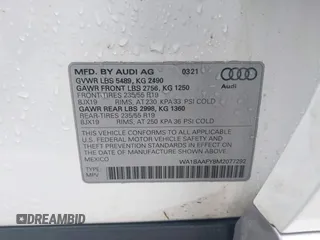 MFD. BY AUDI AG 03/21
GVWR LBS 5489, KG 2490
GAWR FRONT LBS 2756, KG 1250
FRONT-TIRES 235/55 R19
8JX19 RIMS, AT 230 KPA/33 PSI COLD
GAWR REAR LBS 2998, KG 1360
REAR-TIRES 235/55 R19
8JX19 RIMS, AT 250 KPA/36 PSI COLD
THIS VEHICLE CONFORMS TO ALL APPLICABLE
U.S. FEDERAL MOTOR VEHICLE SAFETY AND
THEFT PREVENTION STANDARDS IN EFFECT ON
THE DATE OF MANUFACTURE SHOWN ABOVE.
MEXICO
Audi
DREAMBID